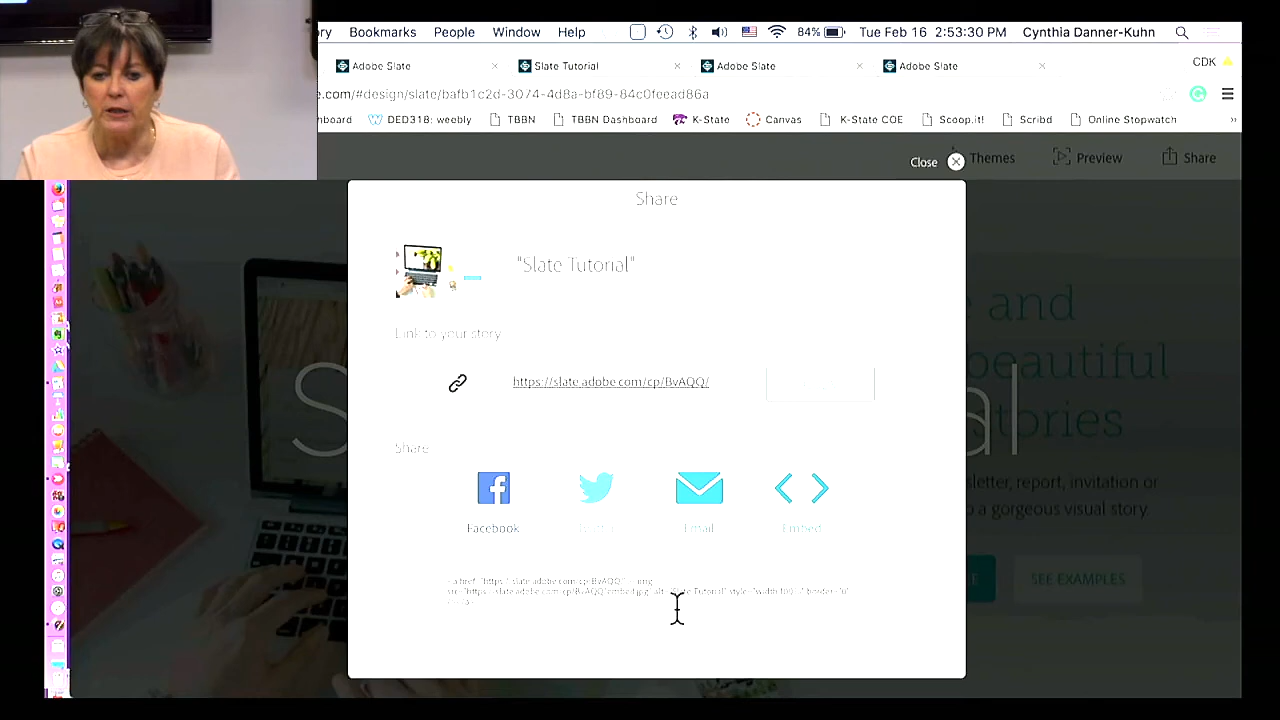 ry Bookmarks People Window Help 84% Tue Feb 16 2:53:30 PM Cynthia Danner-Kuhn
Adobe Slate × Slate Tutorial × Adobe Slate × Adobe Slate × CDK
e.com/#design/slate/bafb1c2d-3074-4d8a-bf89-84c0feead86a
hboard DED318: weebly TBBN TBBN Dashboard K-State Canvas K-State COE Scoop.it! Scribd Online Stopwatch »
Close Themes Preview Share
Share
"Slate Tutorial"
Link to your story
https://slate.adobe.com/cp/BvAQQ/
Share
Facebook Twitter Email Embed
S al
e and
beautiful
stories
sletter, report, invitation or
o a gorgeous visual story.
SEE EXAMPLES